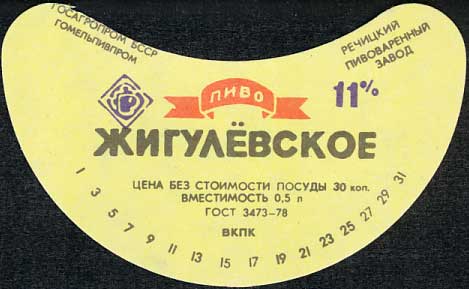 ГОСАГРОПРОМ БССР
ГОМЕЛЬПИВПРОМ
РЕЧИЦКИЙ
ПИВОВАРЕННЫЙ
ЗАВОД
ПИВО
11%
ЖИГУЛЁВСКОЕ
ЦЕНА БЕЗ СТОИМОСТИ ПОСУДЫ 30 коп.
ВМЕСТИМОСТЬ 0,5 л
ГОСТ 3473-78
ВКПК
1 3 5 7 9 11 13 15 17 19 21 23 25 27 29 31